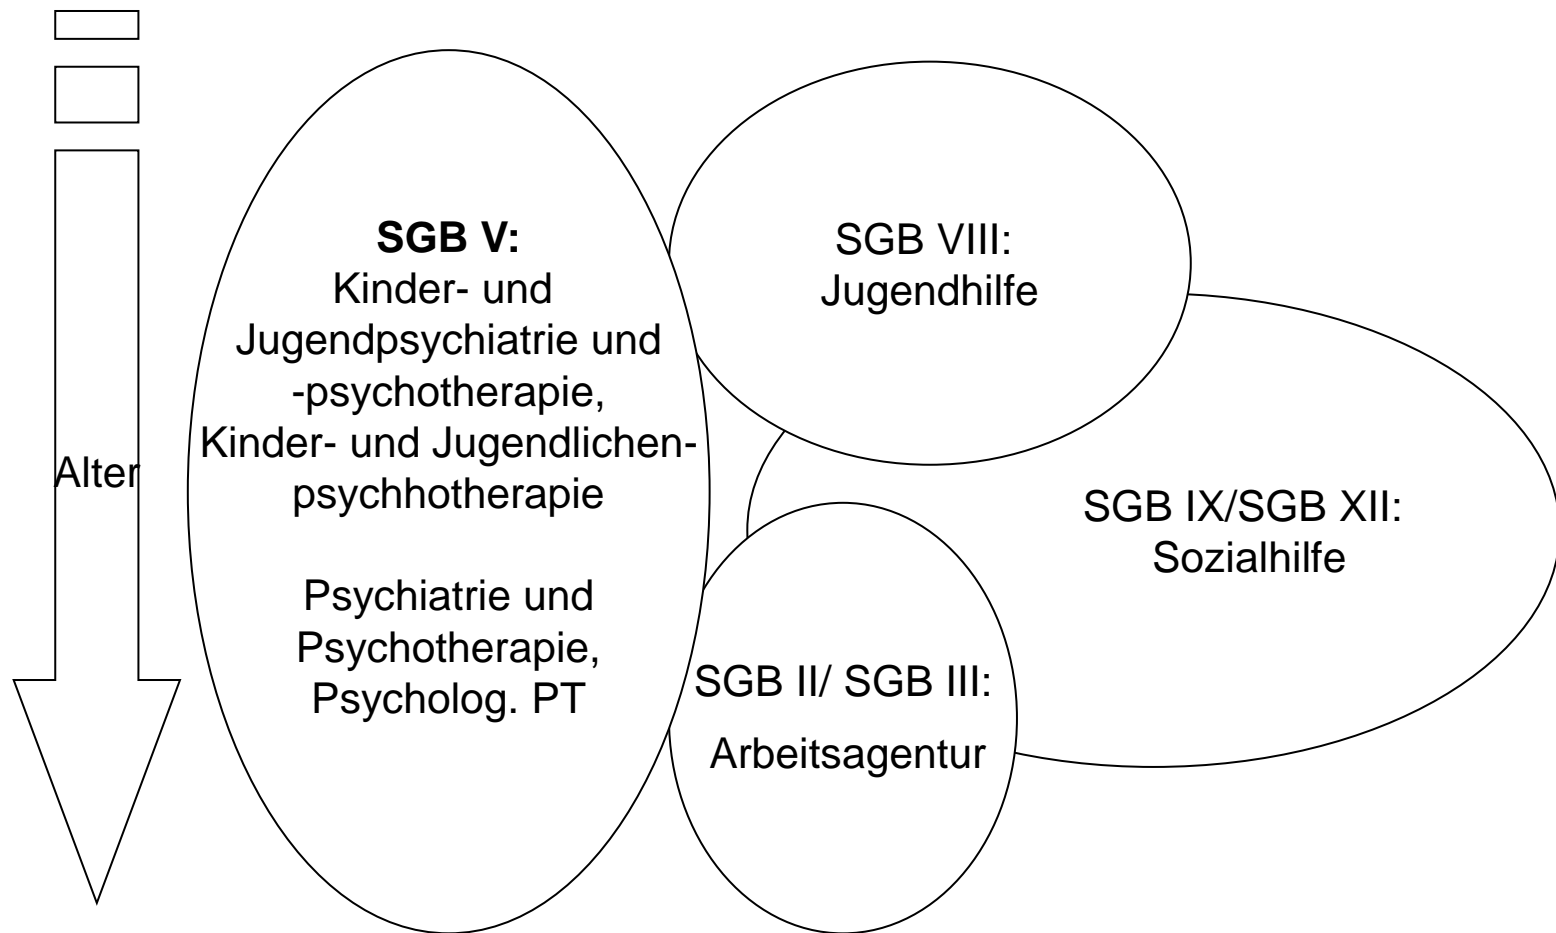 Alter
SGB V:
Kinder- und
Jugendpsychiatrie und
-psychotherapie,
Kinder- und Jugendlichen-
psychhotherapie
Psychiatrie und
Psychotherapie,
Psycholog. PT
SGB VIII:
Jugendhilfe
SGB IX/SGB XII:
Sozialhilfe
SGB II/ SGB III:
Arbeitsagentur